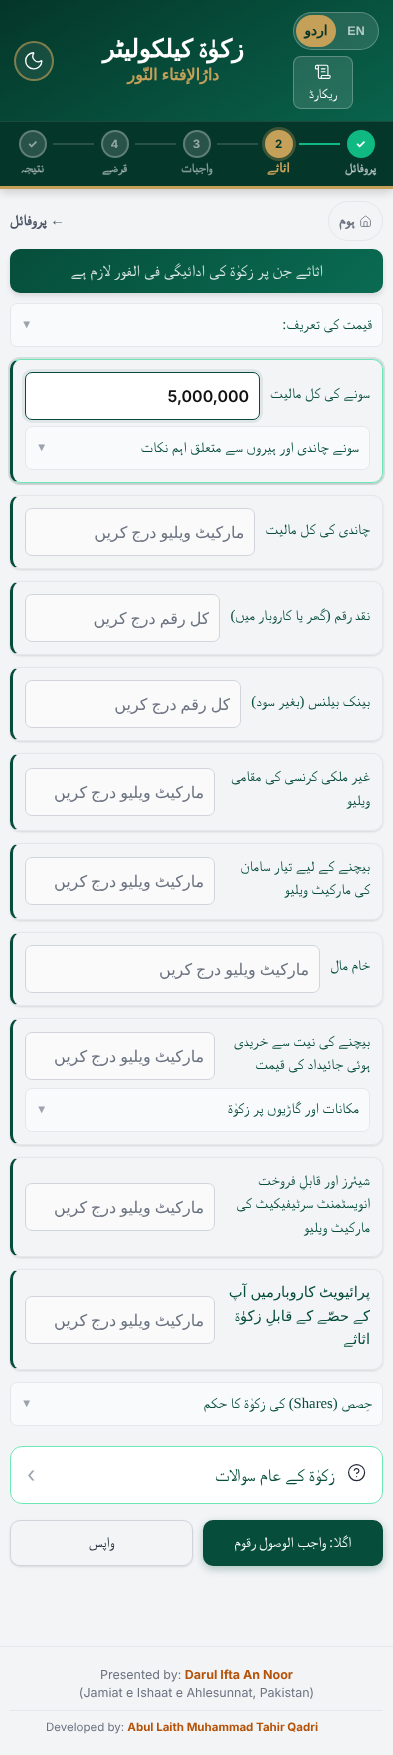 زکوٰۃ کیلکولیٹر
دارُالإفتاء النّور
اردو
EN
ریکارڈ
پروفائل
2
اثاثے
3
واجبات
4
قرضے
نتیجہ
ہوم
← پروفائل
اثاثے جن پر زکوٰۃ کی ادائیگی فی الفور لازم ہے
قیمت کی تعریف:
سونے کی کل مالیت
5,000,000
سونے چاندی اور ہیروں سے متعلق اہم نکات
چاندی کی کل مالیت
مارکیٹ ویلیو درج کریں
نقد رقم (گھر یا کاروبار میں)
کل رقم درج کریں
بینک بیلنس (بغیر سود)
کل رقم درج کریں
غیر ملکی کرنسی کی مقامی
ویلیو
مارکیٹ ویلیو درج کریں
بیچنے کے لیے تیار سامان
کی مارکیٹ ویلیو
مارکیٹ ویلیو درج کریں
خام مال
مارکیٹ ویلیو درج کریں
بیچنے کی نیت سے خریدی
ہوئی جائیداد کی قیمت
مارکیٹ ویلیو درج کریں
مکانات اور گاڑیوں پر زکوٰۃ
شیئرز اور قابلِ فروخت
انویسٹمنٹ سرٹیفیکیٹ کی
مارکیٹ ویلیو
مارکیٹ ویلیو درج کریں
پرائیویٹ کاروبارمیں آپ
کے حصّے کے قابلِ زکوٰۃ
اثاثے
مارکیٹ ویلیو درج کریں
حِصص (Shares) کی زکوٰۃ کا حکم
زکوٰۃ کے عام سوالات
اگلا: واجب الوصول رقوم
واپس
Presented by: Darul Ifta An Noor
(Jamiat e Ishaat e Ahlesunnat, Pakistan)
Developed by: Abul Laith Muhammad Tahir Qadri